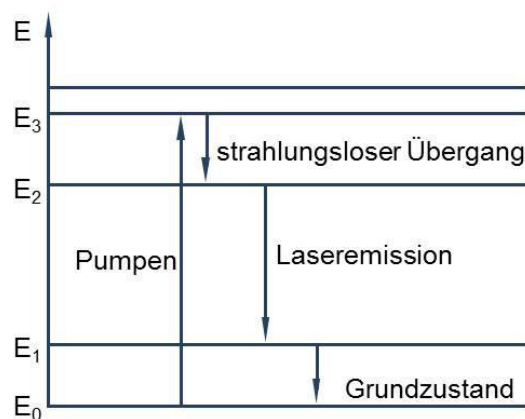 E
E₃
strahlungsloser Übergang
E₂
Pumpen
Laseremission
E₁
Grundzustand
E₀